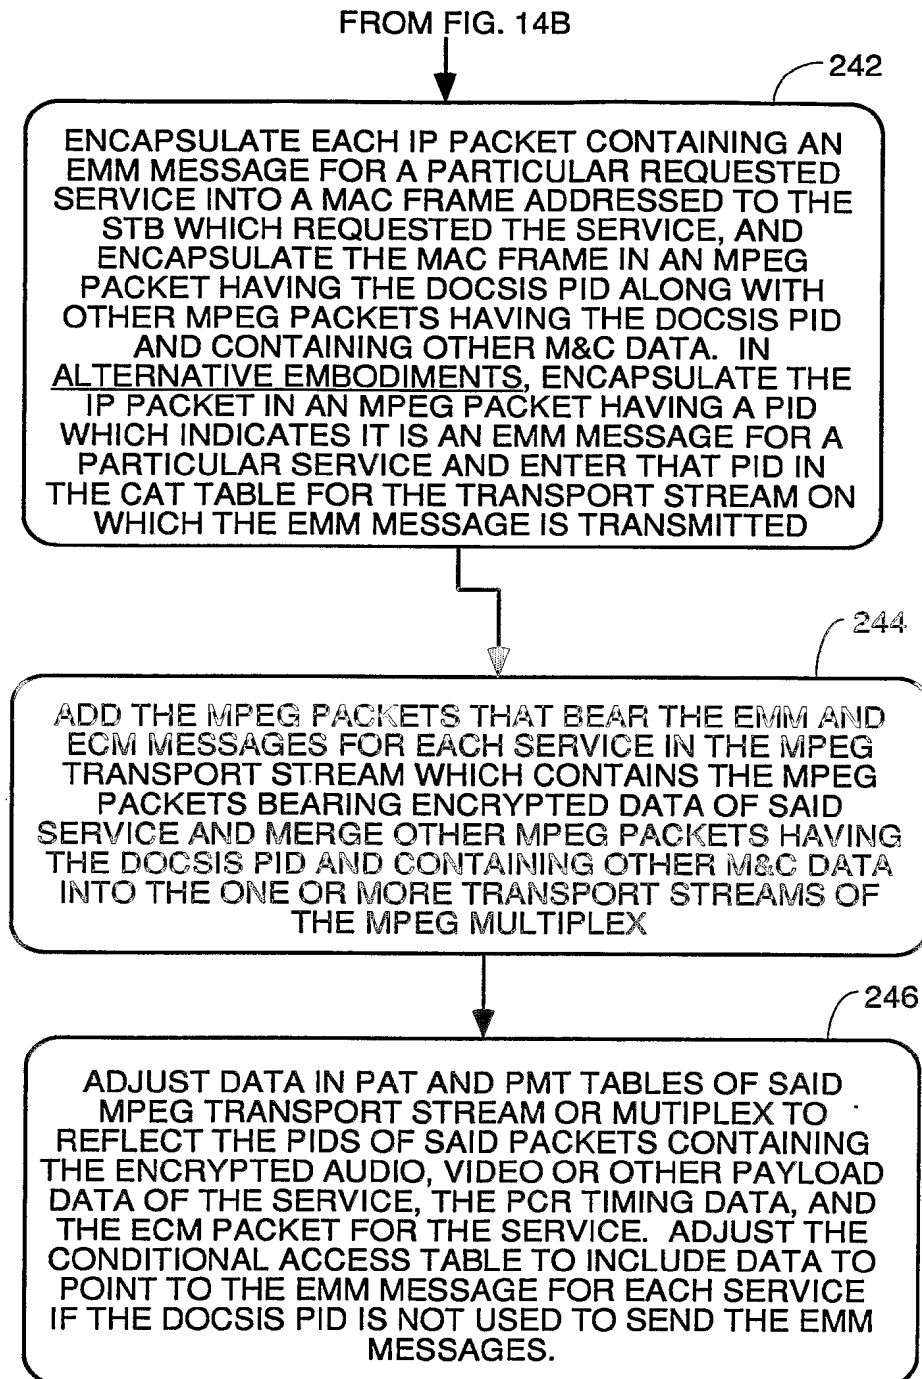 FROM FIG. 14B
242
ENCAPSULATE EACH IP PACKET CONTAINING AN
EMM MESSAGE FOR A PARTICULAR REQUESTED
SERVICE INTO A MAC FRAME ADDRESSED TO THE
STB WHICH REQUESTED THE SERVICE, AND
ENCAPSULATE THE MAC FRAME IN AN MPEG
PACKET HAVING THE DOCSIS PID ALONG WITH
OTHER MPEG PACKETS HAVING THE DOCSIS PID
AND CONTAINING OTHER M&C DATA. IN
ALTERNATIVE EMBODIMENTS, ENCAPSULATE THE
IP PACKET IN AN MPEG PACKET HAVING A PID
WHICH INDICATES IT IS AN EMM MESSAGE FOR A
PARTICULAR SERVICE AND ENTER THAT PID IN
THE CAT TABLE FOR THE TRANSPORT STREAM ON
WHICH THE EMM MESSAGE IS TRANSMITTED
244
ADD THE MPEG PACKETS THAT BEAR THE EMM AND
ECM MESSAGES FOR EACH SERVICE IN THE MPEG
TRANSPORT STREAM WHICH CONTAINS THE MPEG
PACKETS BEARING ENCRYPTED DATA OF SAID
SERVICE AND MERGE OTHER MPEG PACKETS HAVING
THE DOCSIS PID AND CONTAINING OTHER M&C DATA
INTO THE ONE OR MORE TRANSPORT STREAMS OF
THE MPEG MULTIPLEX
246
ADJUST DATA IN PAT AND PMT TABLES OF SAID
MPEG TRANSPORT STREAM OR MUTIPLEX TO
REFLECT THE PIDS OF SAID PACKETS CONTAINING
THE ENCRYPTED AUDIO, VIDEO OR OTHER PAYLOAD
DATA OF THE SERVICE, THE PCR TIMING DATA, AND
THE ECM PACKET FOR THE SERVICE. ADJUST THE
CONDITIONAL ACCESS TABLE TO INCLUDE DATA TO
POINT TO THE EMM MESSAGE FOR EACH SERVICE
IF THE DOCSIS PID IS NOT USED TO SEND THE EMM
MESSAGES.